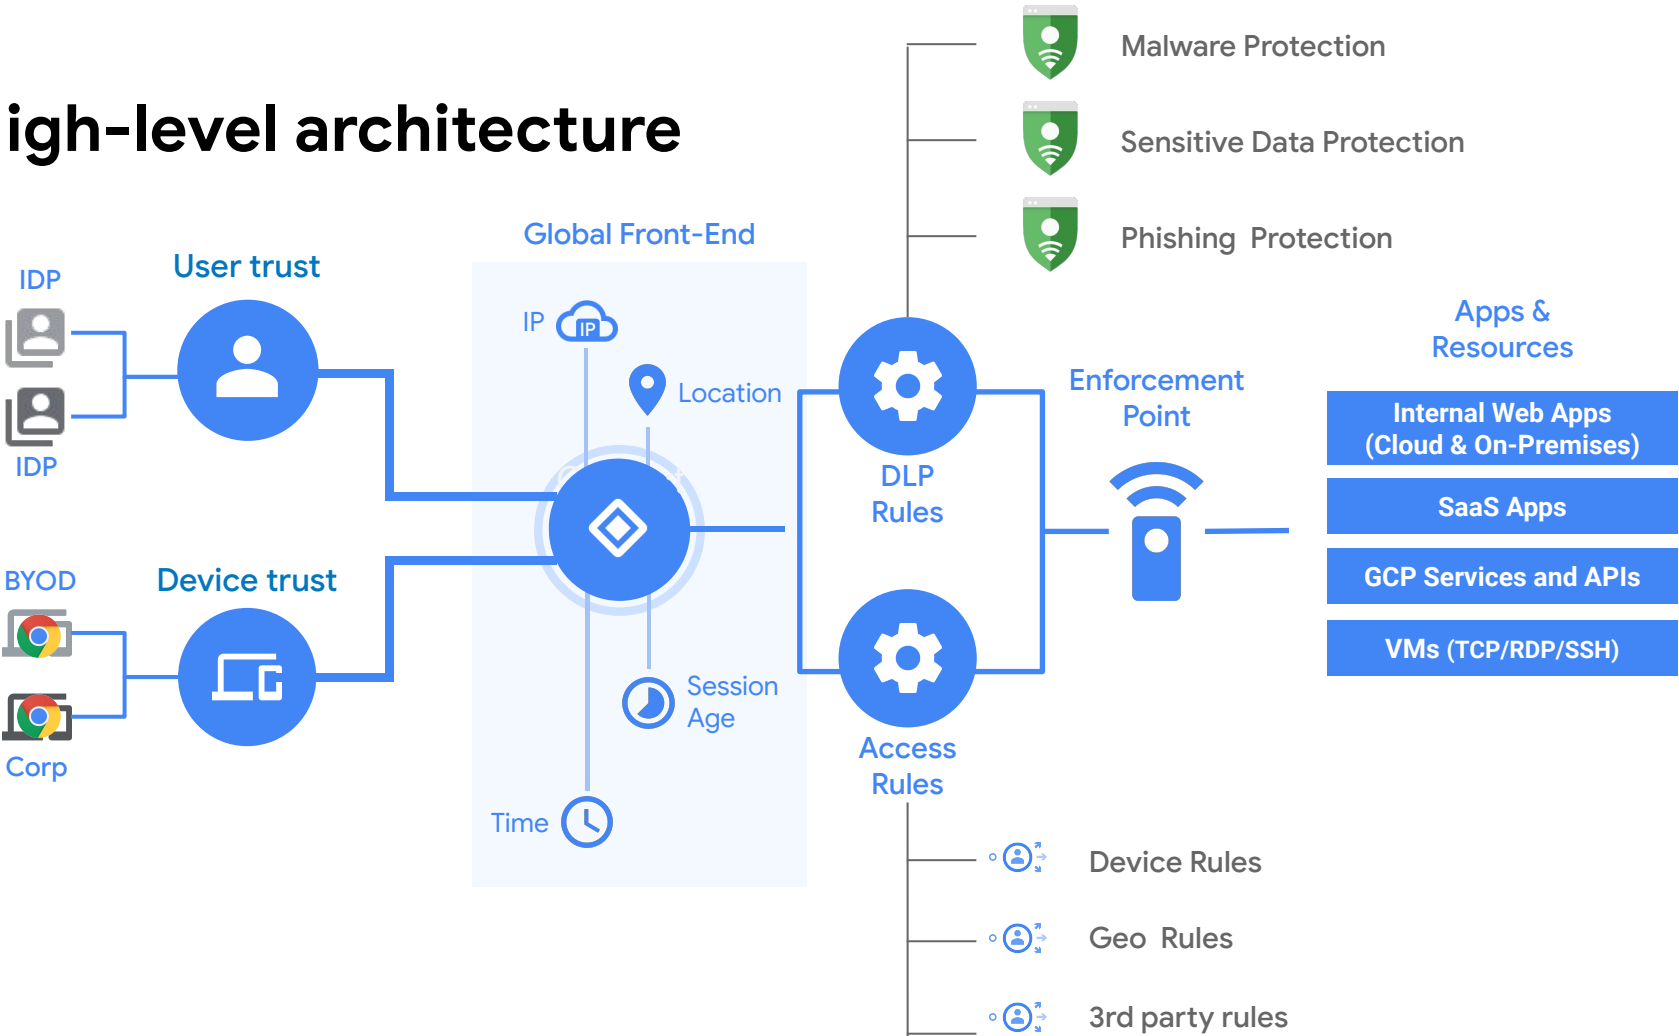 Malware Protection
igh-level architecture
Sensitive Data Protection
Phishing Protection
Global Front-End
User trust
IDP
IP
IP
Location
IDP
DLP
Rules
Enforcement
Point
Apps &
Resources
Internal Web Apps
(Cloud & On-Premises)
SaaS Apps
GCP Services and APIs
VMs (TCP/RDP/SSH)
BYOD
Device trust
Corp
Session
Age
Time
Access
Rules
Device Rules
Geo Rules
3rd party rules